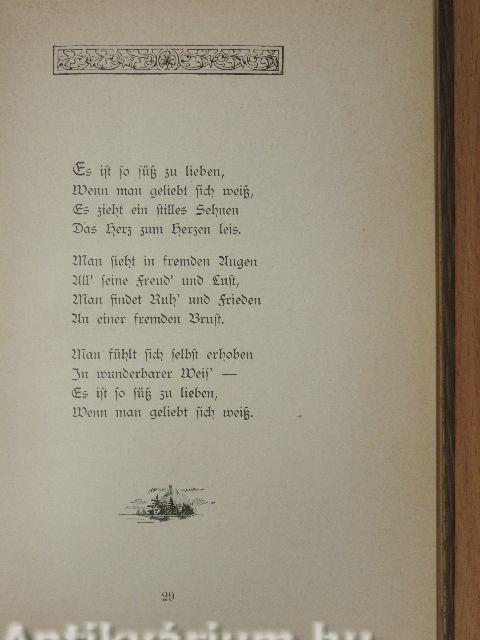 Es ist so süß zu lieben,
Wenn man geliebt sich weiß,
Es zieht ein stilles Sehnen
Das Herz zum Herzen leis.
Man sieht in fremden Augen
All' seine Freud' und Lust,
Man findet Ruh' und Frieden
An einer fremden Brust.
Man fühlt sich selbst erhoben
In wunderbarer Weis' —
Es ist so süß zu lieben,
Wenn man geliebt sich weiß.
29
Antikvárium.hu